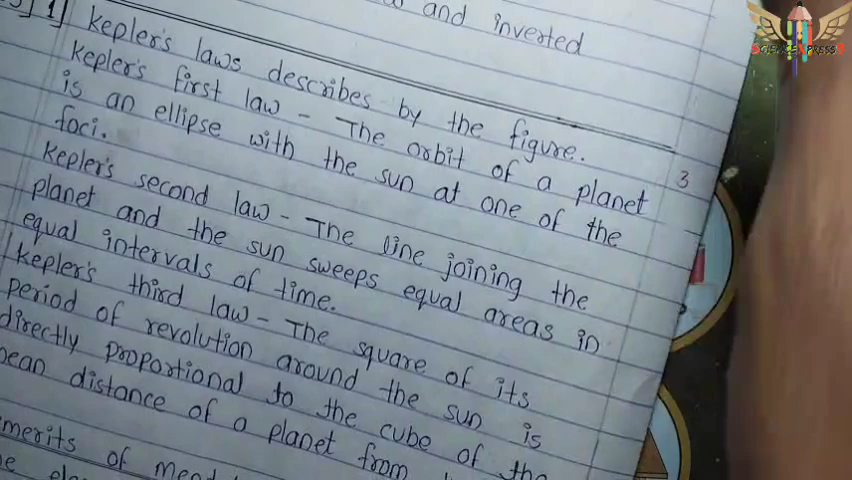 and inverted
1] Kepler's laws describes by the figure.
Kepler's first law - The orbit of a planet
is an ellipse with the sun at one of the
foci.
3
Kepler's second law - The line joining the
planet and the sun sweeps equal areas in
equal intervals of time.
Kepler's third law - The square of its
period of revolution around the sun is
directly proportional to the cube of the
mean distance of a planet from
merits of
SCIENCEXPRESS